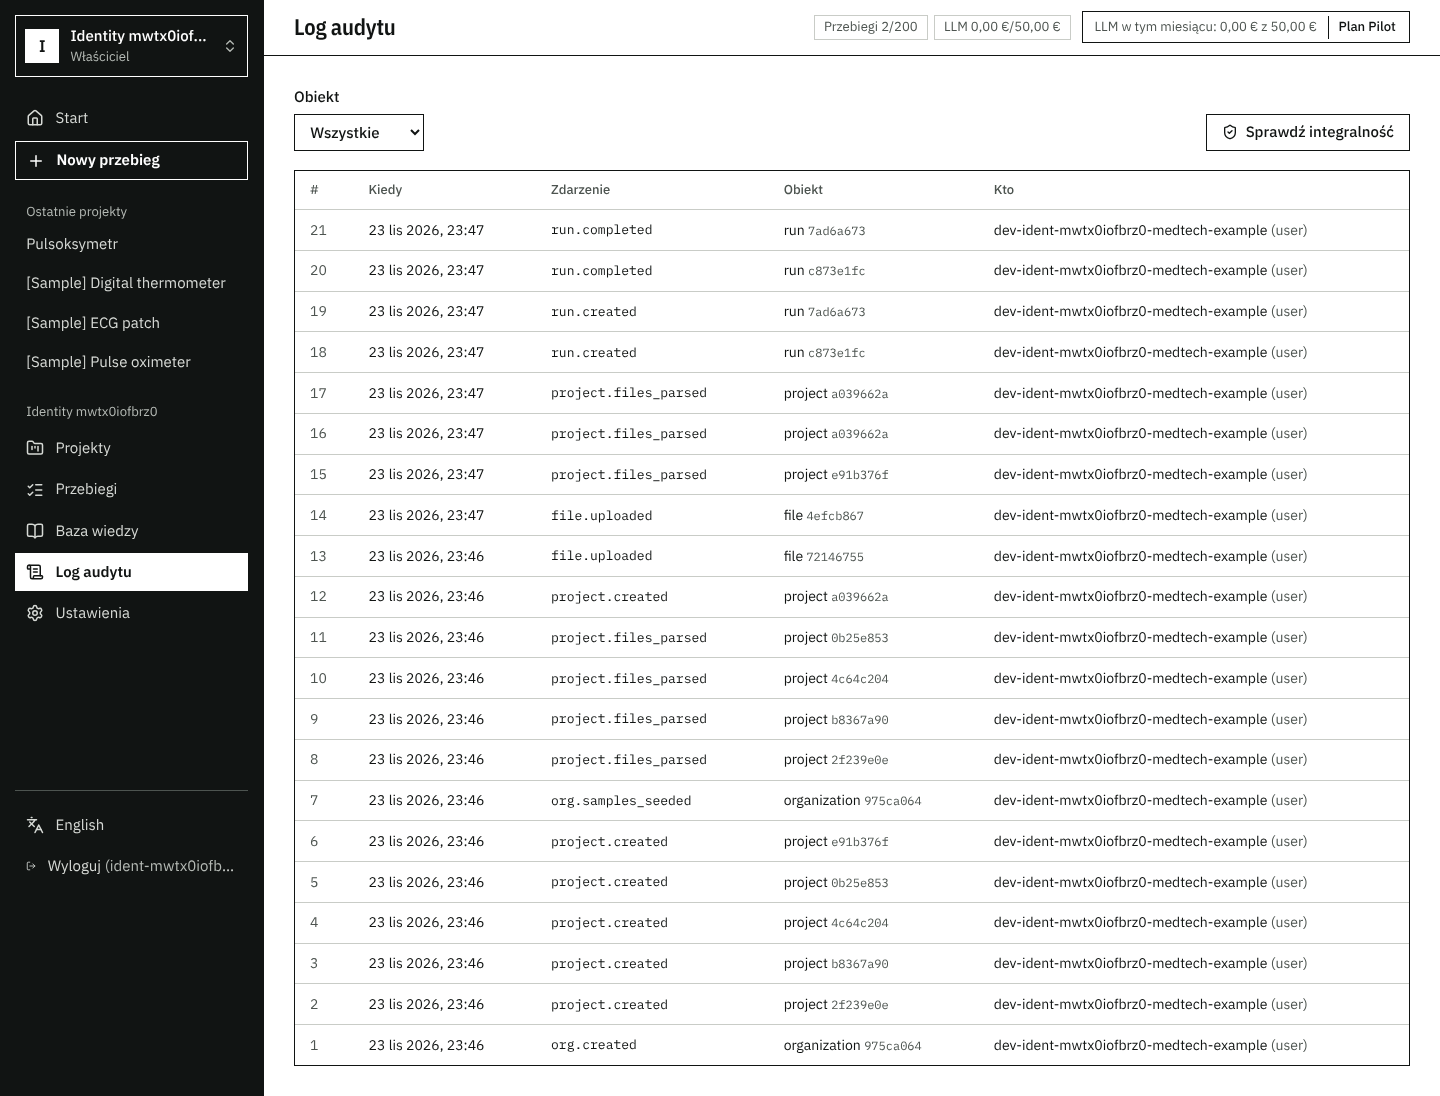 I
Identity mwtx0iof...
Właściciel
Start
Nowy przebieg
Ostatnie projekty
Pulsoksymetr
[Sample] Digital thermometer
[Sample] ECG patch
[Sample] Pulse oximeter
Identity mwtx0iofbrz0
Projekty
Przebiegi
Baza wiedzy
Log audytu
Ustawienia
English
Wyloguj (ident-mwtx0iofb...
Log audytu
Przebiegi 2/200
LLM 0,00 €/50,00 €
LLM w tym miesiącu: 0,00 € z 50,00 € Plan Pilot
Obiekt
Wszystkie
Sprawdź integralność
# Kiedy Zdarzenie Obiekt Kto
21 23 lis 2026, 23:47 run.completed run 7ad6a673 dev-ident-mwtx0iofbrz0-medtech-example (user)
20 23 lis 2026, 23:47 run.completed run c873e1fc dev-ident-mwtx0iofbrz0-medtech-example (user)
19 23 lis 2026, 23:47 run.created run 7ad6a673 dev-ident-mwtx0iofbrz0-medtech-example (user)
18 23 lis 2026, 23:47 run.created run c873e1fc dev-ident-mwtx0iofbrz0-medtech-example (user)
17 23 lis 2026, 23:47 project.files_parsed project a039662a dev-ident-mwtx0iofbrz0-medtech-example (user)
16 23 lis 2026, 23:47 project.files_parsed project a039662a dev-ident-mwtx0iofbrz0-medtech-example (user)
15 23 lis 2026, 23:47 project.files_parsed project e91b376f dev-ident-mwtx0iofbrz0-medtech-example (user)
14 23 lis 2026, 23:47 file.uploaded file 4efcb867 dev-ident-mwtx0iofbrz0-medtech-example (user)
13 23 lis 2026, 23:46 file.uploaded file 72146755 dev-ident-mwtx0iofbrz0-medtech-example (user)
12 23 lis 2026, 23:46 project.created project a039662a dev-ident-mwtx0iofbrz0-medtech-example (user)
11 23 lis 2026, 23:46 project.files_parsed project 0b25e853 dev-ident-mwtx0iofbrz0-medtech-example (user)
10 23 lis 2026, 23:46 project.files_parsed project 4c64c204 dev-ident-mwtx0iofbrz0-medtech-example (user)
9 23 lis 2026, 23:46 project.files_parsed project b8367a90 dev-ident-mwtx0iofbrz0-medtech-example (user)
8 23 lis 2026, 23:46 project.files_parsed project 2f239e0e dev-ident-mwtx0iofbrz0-medtech-example (user)
7 23 lis 2026, 23:46 org.samples_seeded organization 975ca064 dev-ident-mwtx0iofbrz0-medtech-example (user)
6 23 lis 2026, 23:46 project.created project e91b376f dev-ident-mwtx0iofbrz0-medtech-example (user)
5 23 lis 2026, 23:46 project.created project 0b25e853 dev-ident-mwtx0iofbrz0-medtech-example (user)
4 23 lis 2026, 23:46 project.created project 4c64c204 dev-ident-mwtx0iofbrz0-medtech-example (user)
3 23 lis 2026, 23:46 project.created project b8367a90 dev-ident-mwtx0iofbrz0-medtech-example (user)
2 23 lis 2026, 23:46 project.created project 2f239e0e dev-ident-mwtx0iofbrz0-medtech-example (user)
1 23 lis 2026, 23:46 org.created organization 975ca064 dev-ident-mwtx0iofbrz0-medtech-example (user)